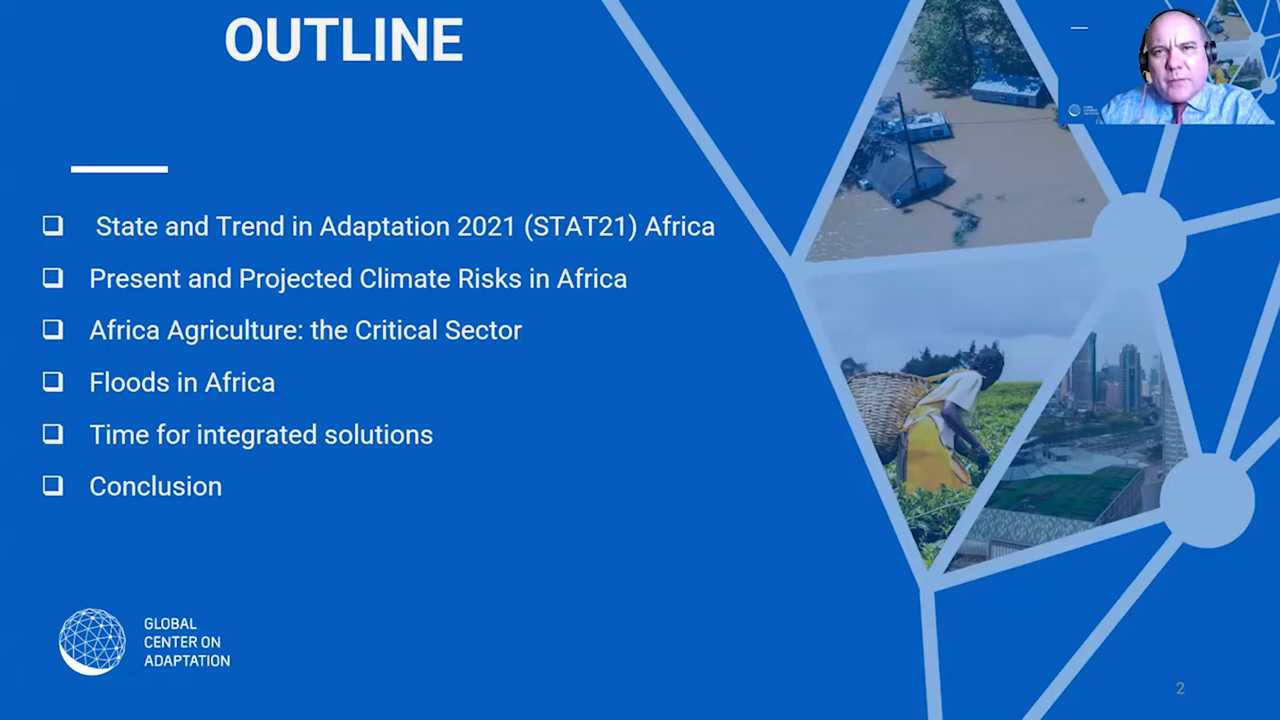 OUTLINE
❑ State and Trend in Adaptation 2021 (STAT21) Africa
❑ Present and Projected Climate Risks in Africa
❑ Africa Agriculture: the Critical Sector
❑ Floods in Africa
❑ Time for integrated solutions
❑ Conclusion
GLOBAL
CENTER ON
ADAPTATION
2